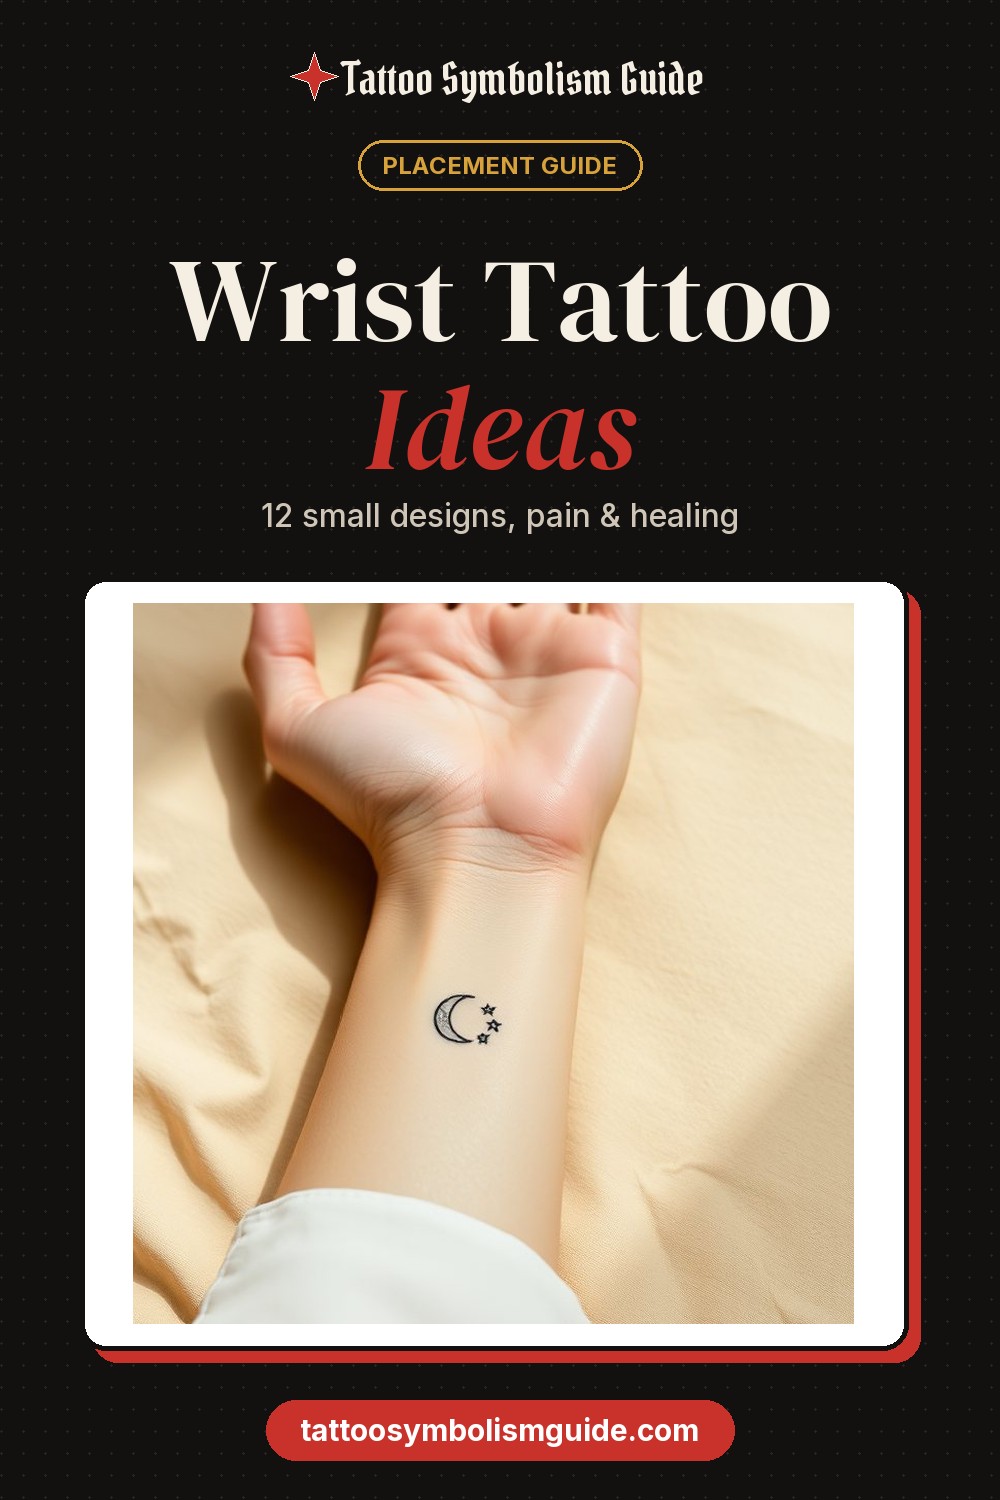 Tattoo Symbolism Guide
PLACEMENT GUIDE
Wrist Tattoo
Ideas
12 small designs, pain & healing
tattoosymbolismguide.com